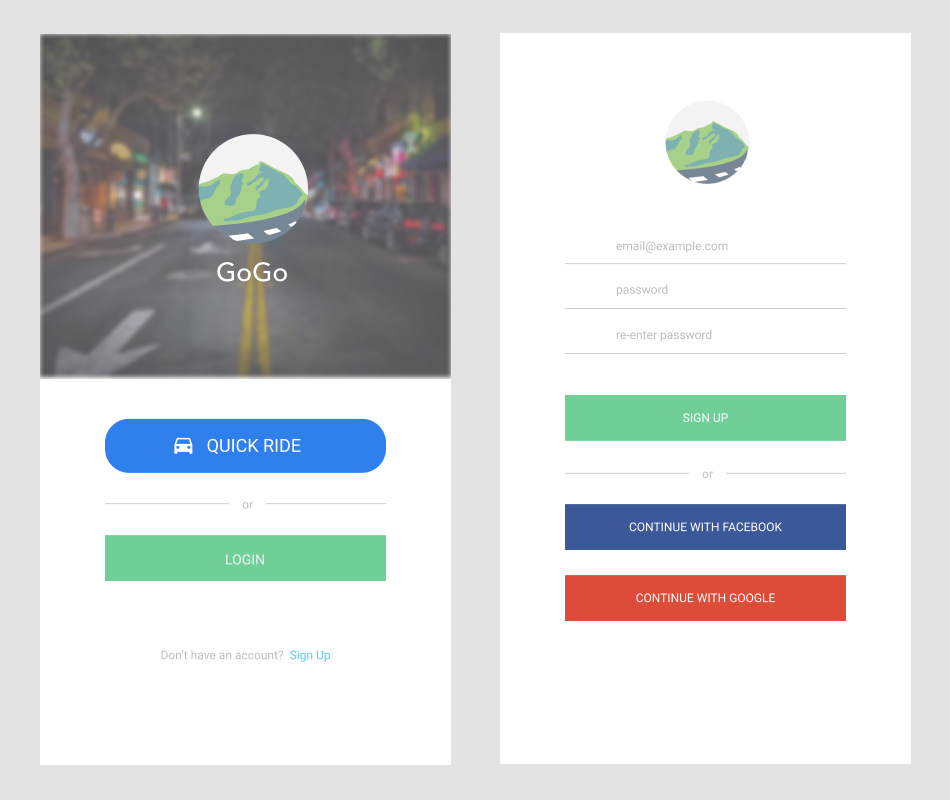 GoGo
QUICK RIDE
or
LOGIN
Don't have an account? Sign Up
email@example.com
password
re-enter password
SIGN UP
or
CONTINUE WITH FACEBOOK
CONTINUE WITH GOOGLE